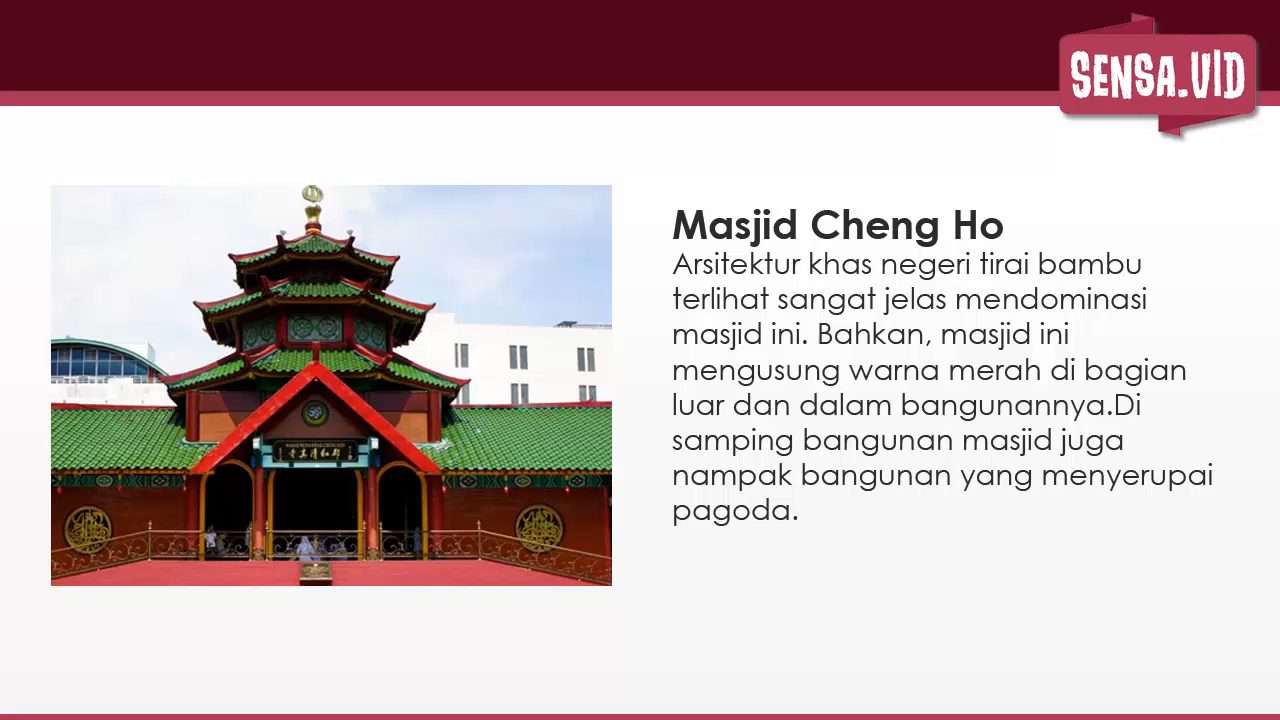 SENSA.VID
Masjid Cheng Ho
Arsitektur khas negeri tirai bambu
terlihat sangat jelas mendominasi
masjid ini. Bahkan, masjid ini
mengusung warna merah di bagian
luar dan dalam bangunannya.Di
samping bangunan masjid juga
nampak bangunan yang menyerupai
pagoda.